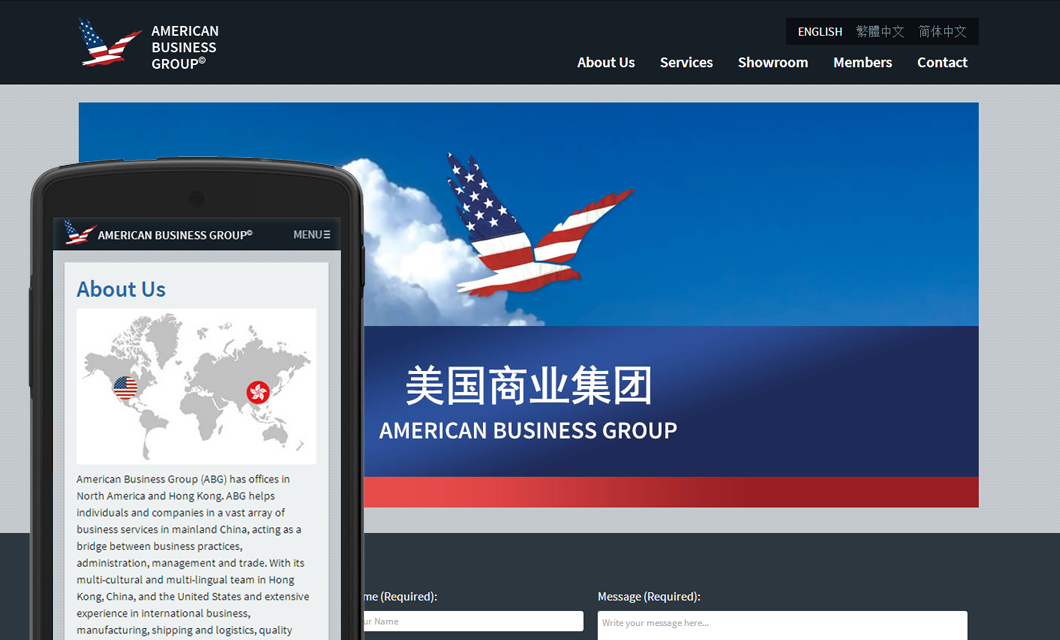 AMERICAN
BUSINESS
GROUP©
ENGLISH 繁體中文 简体中文
About Us Services Showroom Members Contact
美国商业集团
AMERICAN BUSINESS GROUP
AMERICAN BUSINESS GROUP© MENU
About Us
American Business Group (ABG) has offices in
North America and Hong Kong. ABG helps
individuals and companies in a vast array of
business services in mainland China, acting as a
bridge between business practices,
administration, management and trade. With its
multi-cultural and multi-lingual team in Hong
Kong, China, and the United States and extensive
experience in international business,
manufacturing, shipping and logistics, quality
me (Required):
ur Name
Message (Required):
Write your message here...